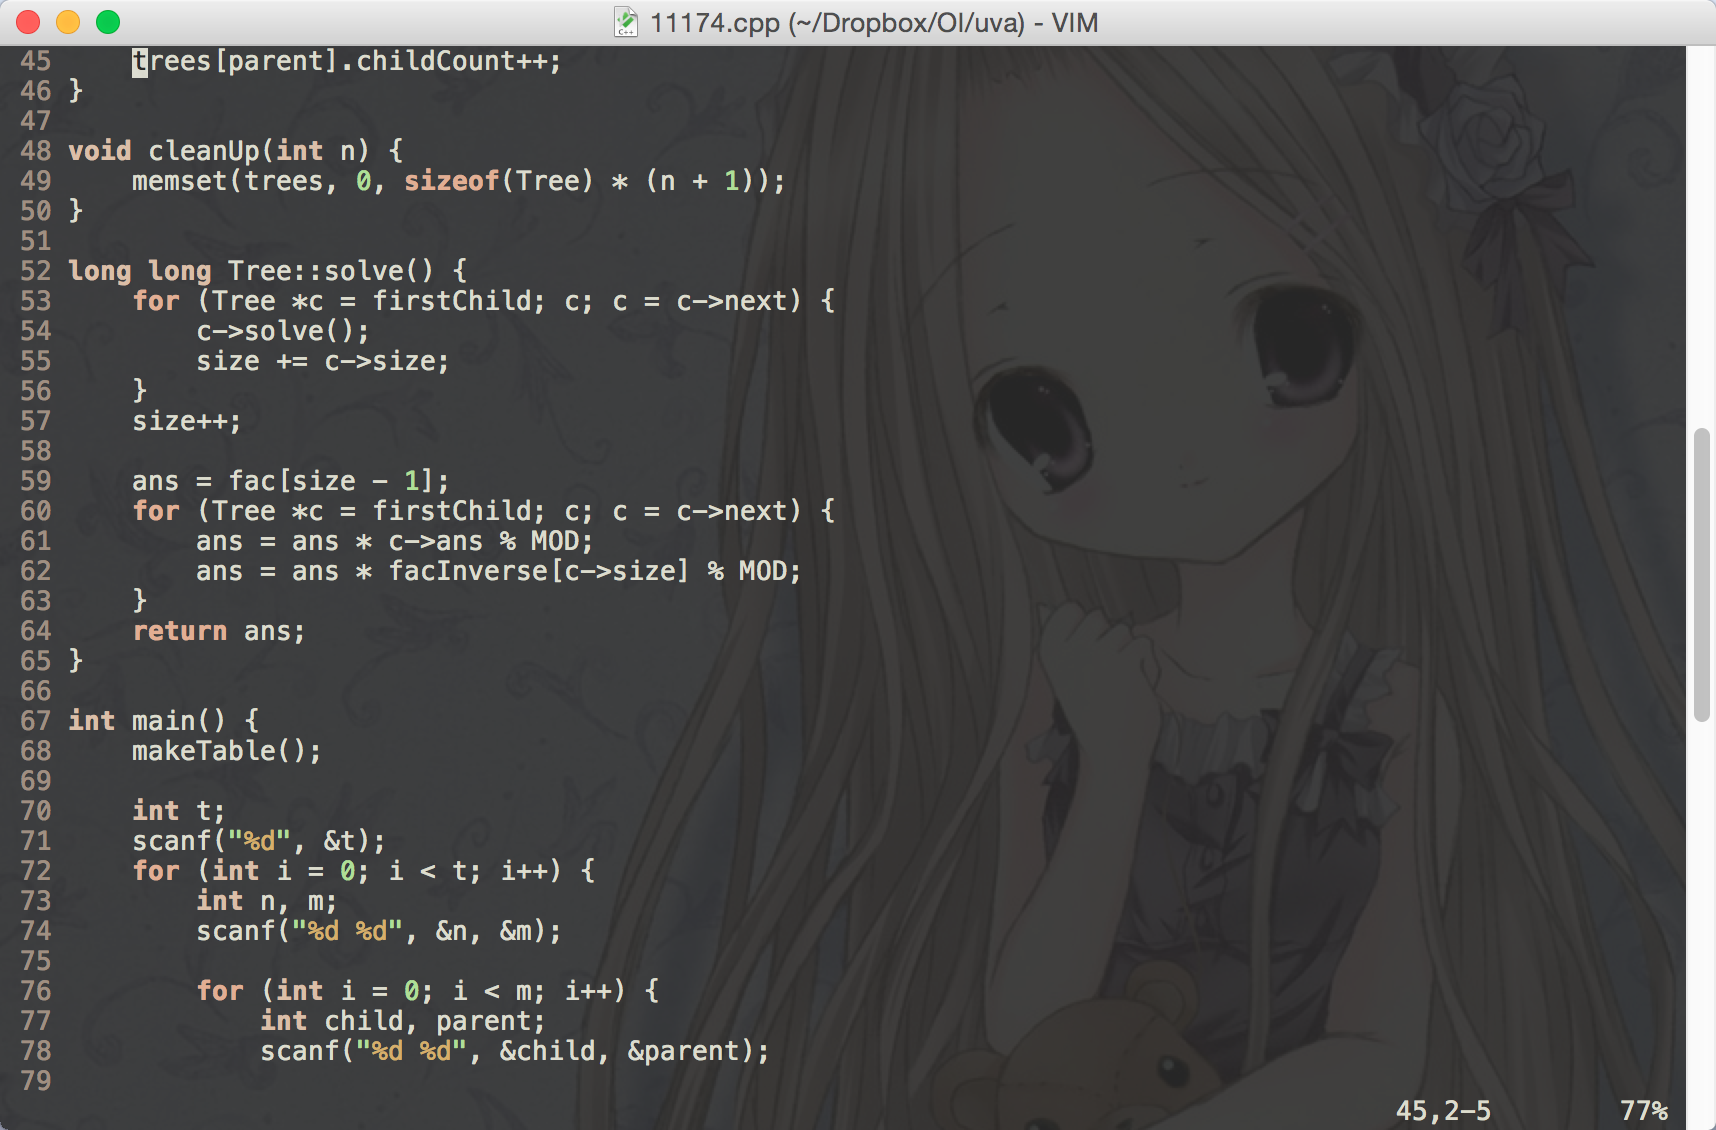 11174.cpp (~/Dropbox/OI/uva) - VIM
45     trees[parent].childCount++;
46 }
47
48 void cleanUp(int n) {
49     memset(trees, 0, sizeof(Tree) * (n + 1));
50 }
51
52 long long Tree::solve() {
53     for (Tree *c = firstChild; c; c = c->next) {
54         c->solve();
55         size += c->size;
56     }
57     size++;
58
59     ans = fac[size - 1];
60     for (Tree *c = firstChild; c; c = c->next) {
61         ans = ans * c->ans % MOD;
62         ans = ans * facInverse[c->size] % MOD;
63     }
64     return ans;
65 }
66
67 int main() {
68     makeTable();
69
70     int t;
71     scanf("%d", &t);
72     for (int i = 0; i < t; i++) {
73         int n, m;
74         scanf("%d %d", &n, &m);
75
76         for (int i = 0; i < m; i++) {
77             int child, parent;
78             scanf("%d %d", &child, &parent);
79
45,2-5 77%